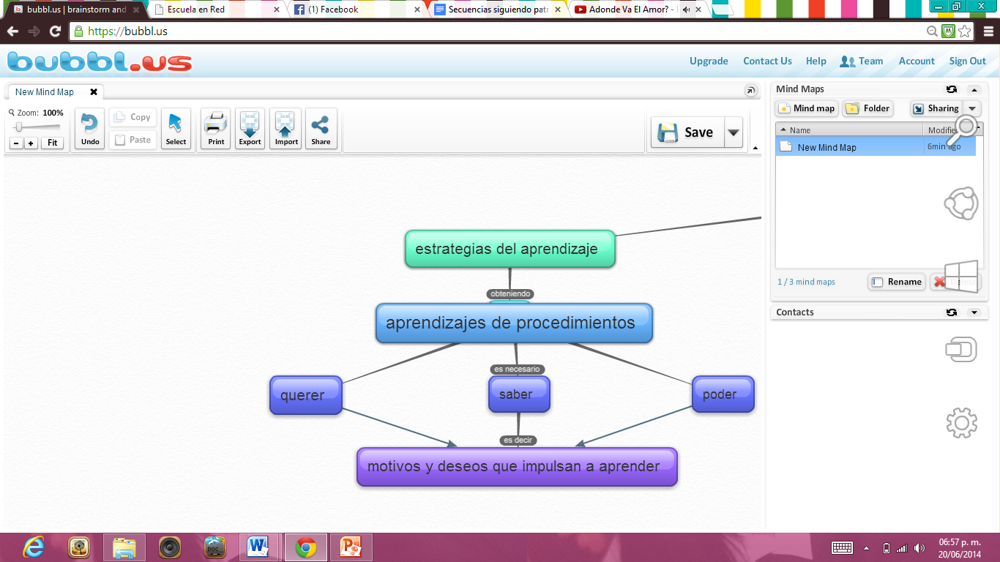 bubbl.us | brainstorm and
Escuela en Red
(1) Facebook
Secuencias siguiendo patr
Adonde Va El Amor? -
https://bubbl.us
bubbl.us
Upgrade
Contact Us
Help
Team
Account
Sign Out
New Mind Map
Zoom: 100%
Fit
Undo
Copy
Paste
Select
Print
Export
Import
Share
Save
Mind Maps
Mind map
Folder
Sharing
Name
New Mind Map
6min ago
1 / 3 mind maps
Rename
Contacts
estrategias del aprendizaje
obteniendo
aprendizajes de procedimientos
es necesario
querer
saber
poder
es decir
motivos y deseos que impulsan a aprender
DOC
06:57 p. m.
20/06/2014